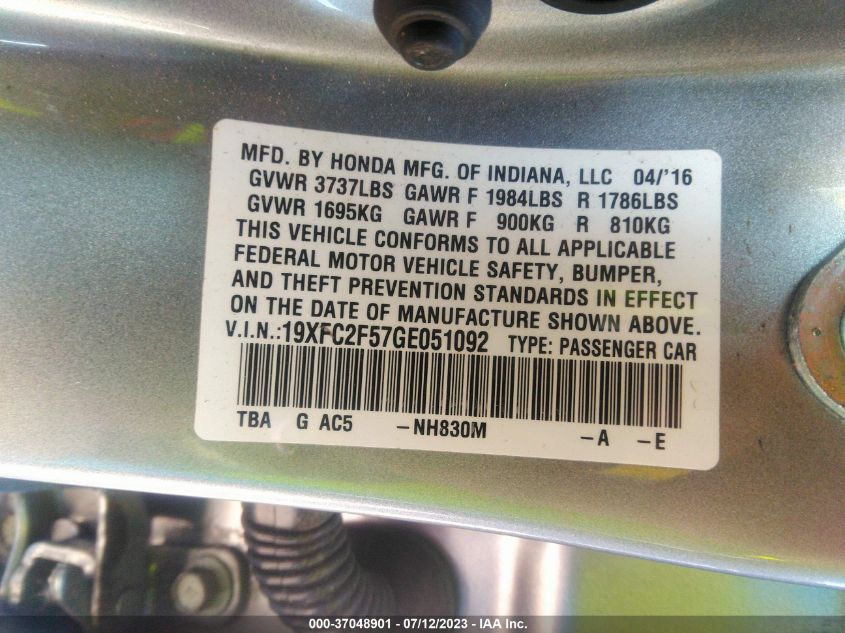 MFD. BY HONDA MFG. OF INDIANA, LLC 04/'16
GVWR 3737LBS GAWR F 1984LBS R 1786LBS
GVWR 1695KG GAWR F 900KG R 810KG
THIS VEHICLE CONFORMS TO ALL APPLICABLE
FEDERAL MOTOR VEHICLE SAFETY, BUMPER,
AND THEFT PREVENTION STANDARDS IN EFFECT
ON THE DATE OF MANUFACTURE SHOWN ABOVE.
V.I.N.:19XFC2F57GE051092 TYPE: PASSENGER CAR
TBA G AC5 -NH830M -A -E
000-37048901 - 07/12/2023 - IAA Inc.